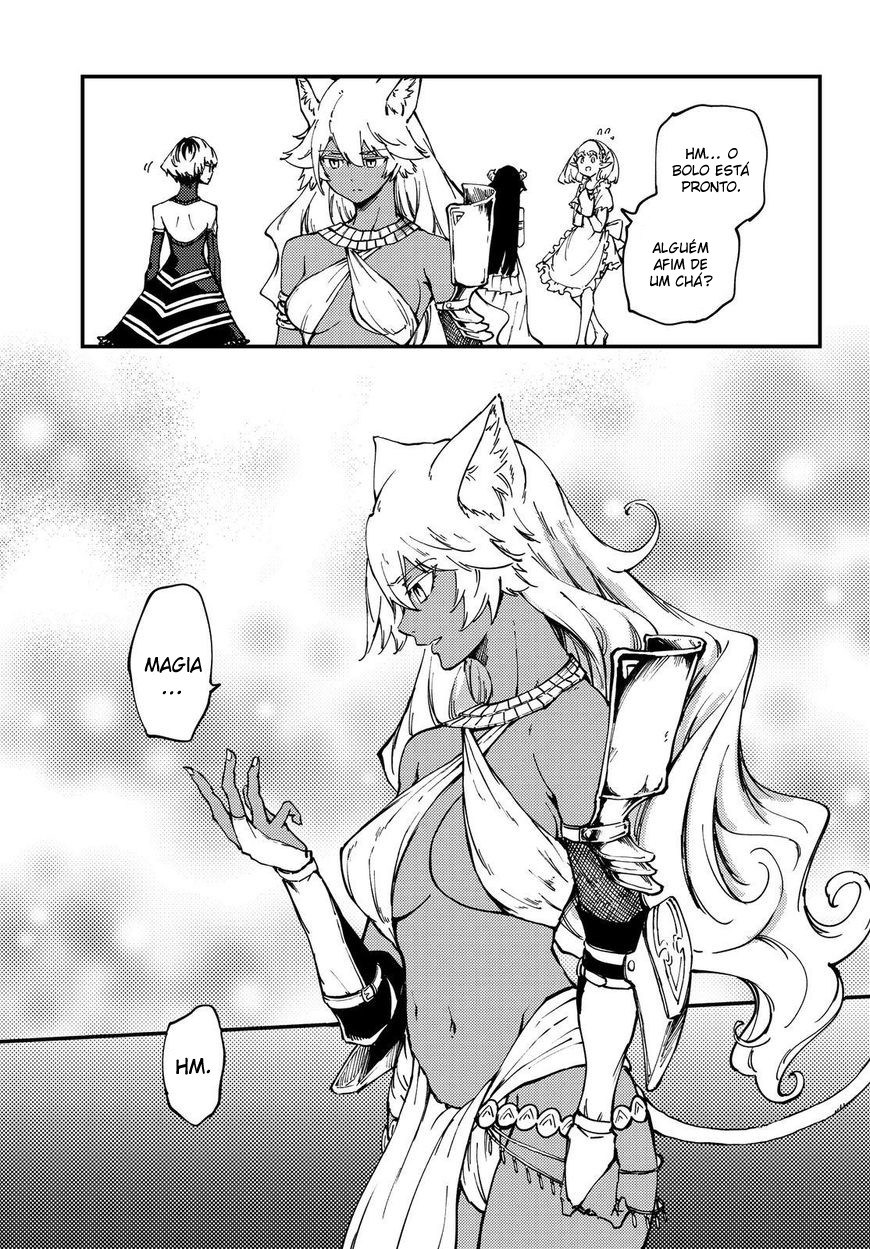 HM... O
BOLO ESTÁ
PRONTO.
ALGUÉM
AFIM DE
UM CHÁ?
MAGIA
...
HM.